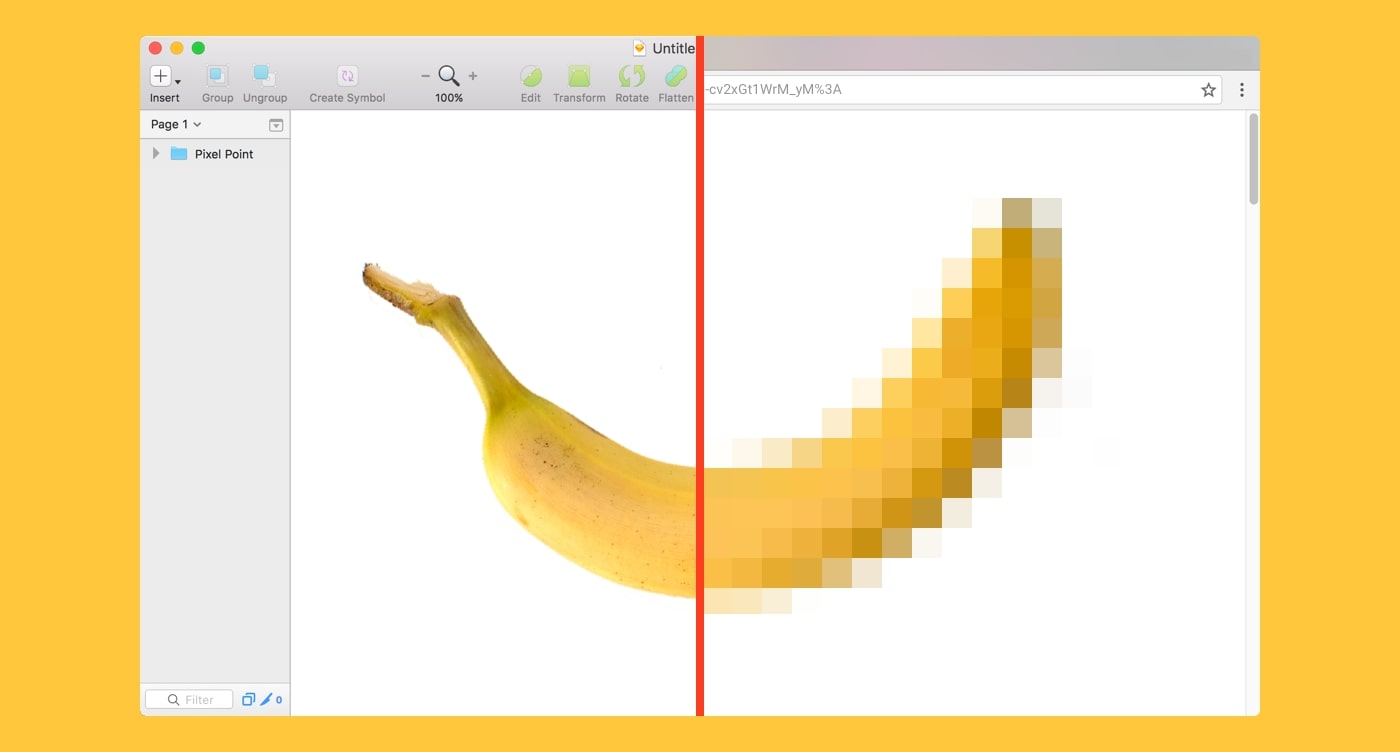 Untitle
-cv2xGt1WrM_yM%3A
Insert
Group
Ungroup
Create Symbol
100%
Edit
Transform
Rotate
Flatten
Page 1
Pixel Point
Filter
0